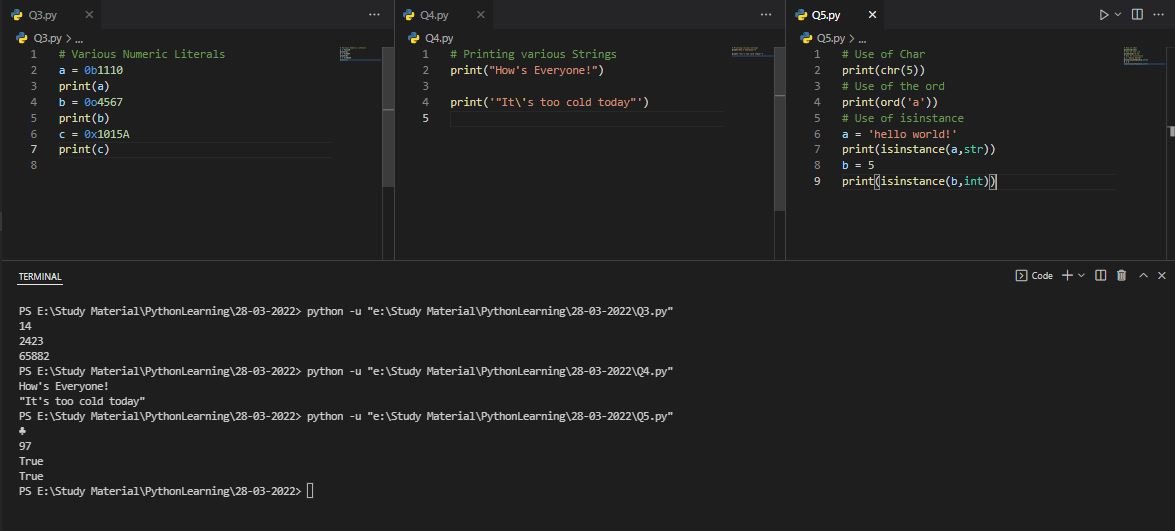 Q3.py
Q3.py > ...
1 # Various Numeric Literals
2 a = 0b1110
3 print(a)
4 b = 0o4567
5 print(b)
6 c = 0x1015A
7 print(c)
8
Q4.py
Q4.py
1 # Printing various Strings
2 print("How's Everyone!")
3
4 print('"It\'s too cold today"')
5
Q5.py
Q5.py > ...
1 # Use of Char
2 print(chr(5))
3 # Use of the ord
4 print(ord('a'))
5 # Use of isinstance
6 a = 'hello world!'
7 print(isinstance(a,str))
8 b = 5
9 print(isinstance(b,int))
TERMINAL
Code
PS E:\Study Material\PythonLearning\28-03-2022> python -u "e:\Study Material\PythonLearning\28-03-2022\Q3.py"
14
2423
65882
PS E:\Study Material\PythonLearning\28-03-2022> python -u "e:\Study Material\PythonLearning\28-03-2022\Q4.py"
How's Everyone!
"It's too cold today"
PS E:\Study Material\PythonLearning\28-03-2022> python -u "e:\Study Material\PythonLearning\28-03-2022\Q5.py"
♣
97
True
True
PS E:\Study Material\PythonLearning\28-03-2022>